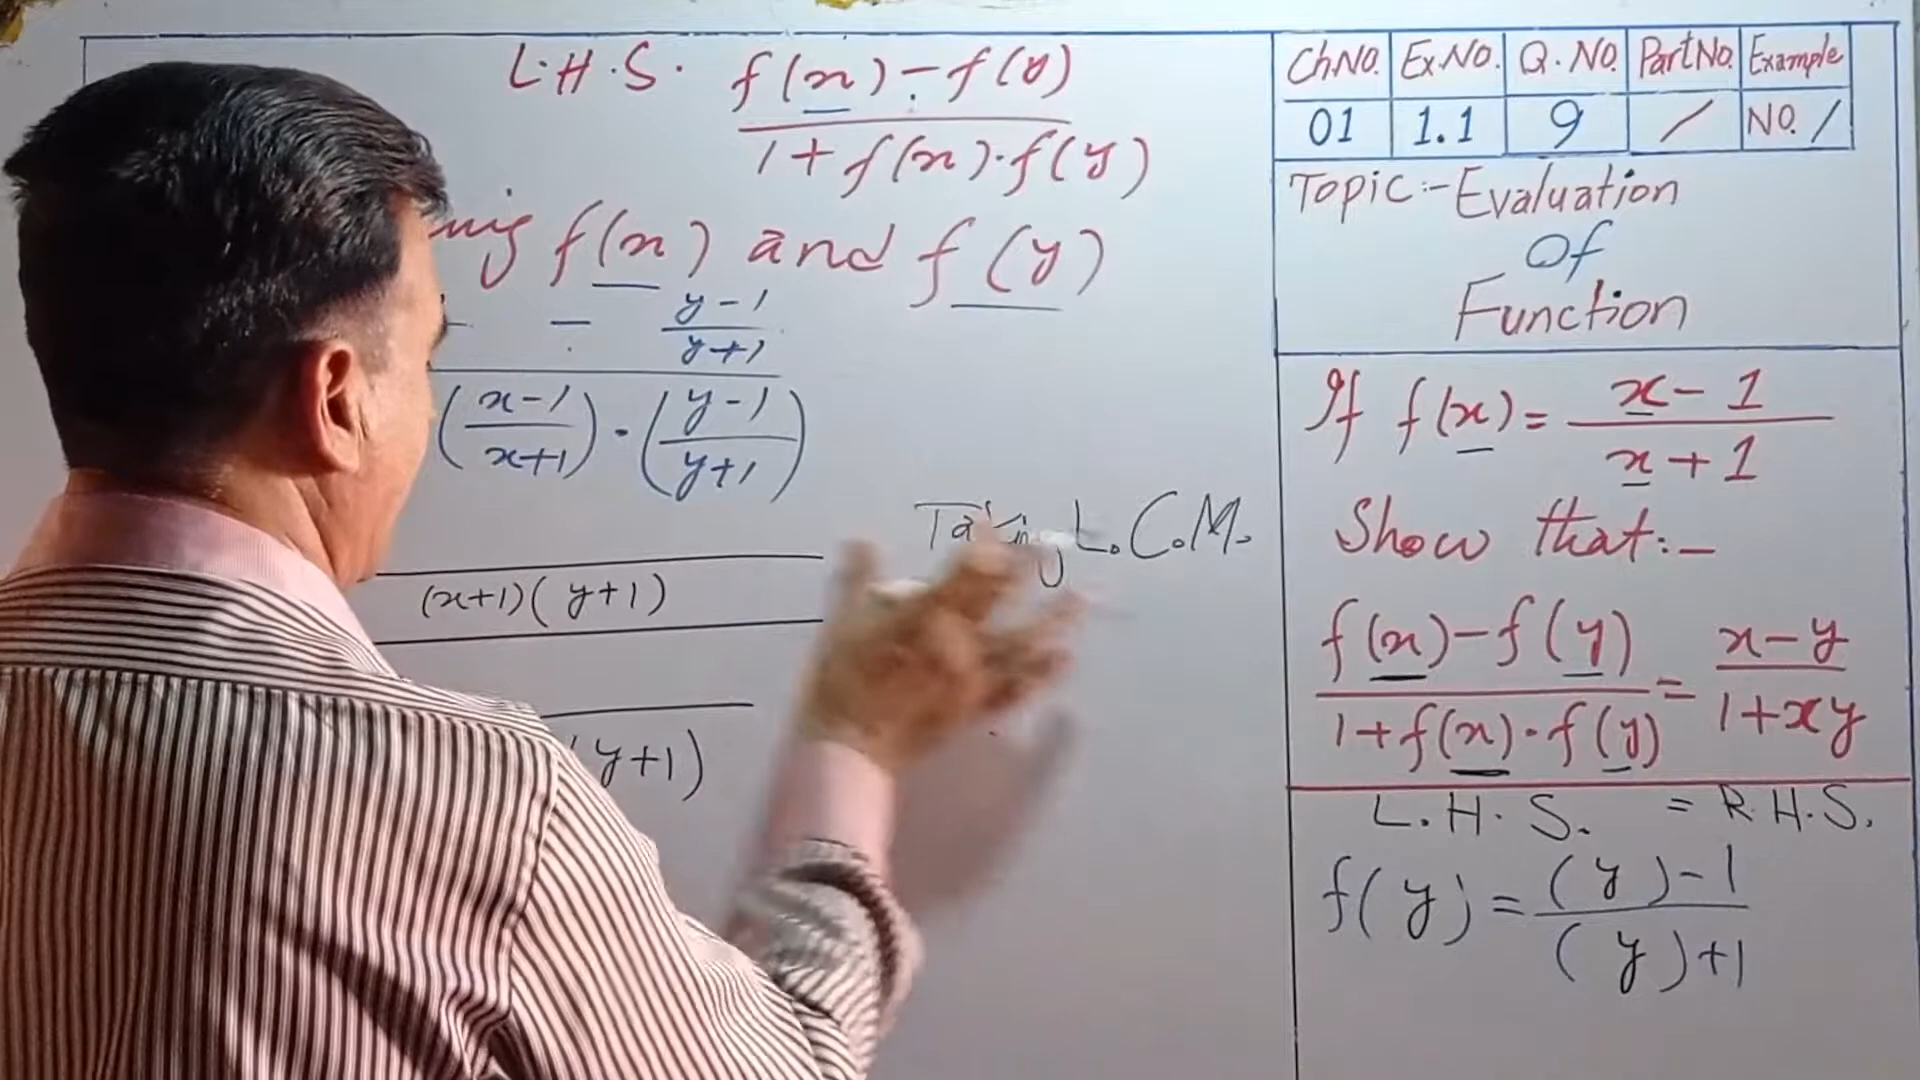 L.H.S. f(x) - f(y)
1 + f(x).f(y)
f(x) and f(y)
- y-1
y+1
(x-1) . (y-1)
x+1 y+1
Taking L.C.M.
(x+1)(y+1)
y+1)
Ch.NO. Ex.NO. Q.NO. Part NO. Example
01 1.1 9 / NO. /
Topic:- Evaluation
Of
Function
If f(x) = x - 1
x + 1
Show that:-
f(x) - f(y) = x - y
1 + f(x).f(y) 1 + xy
L.H.S. = R.H.S.
f(y) = (y) - 1
(y) + 1